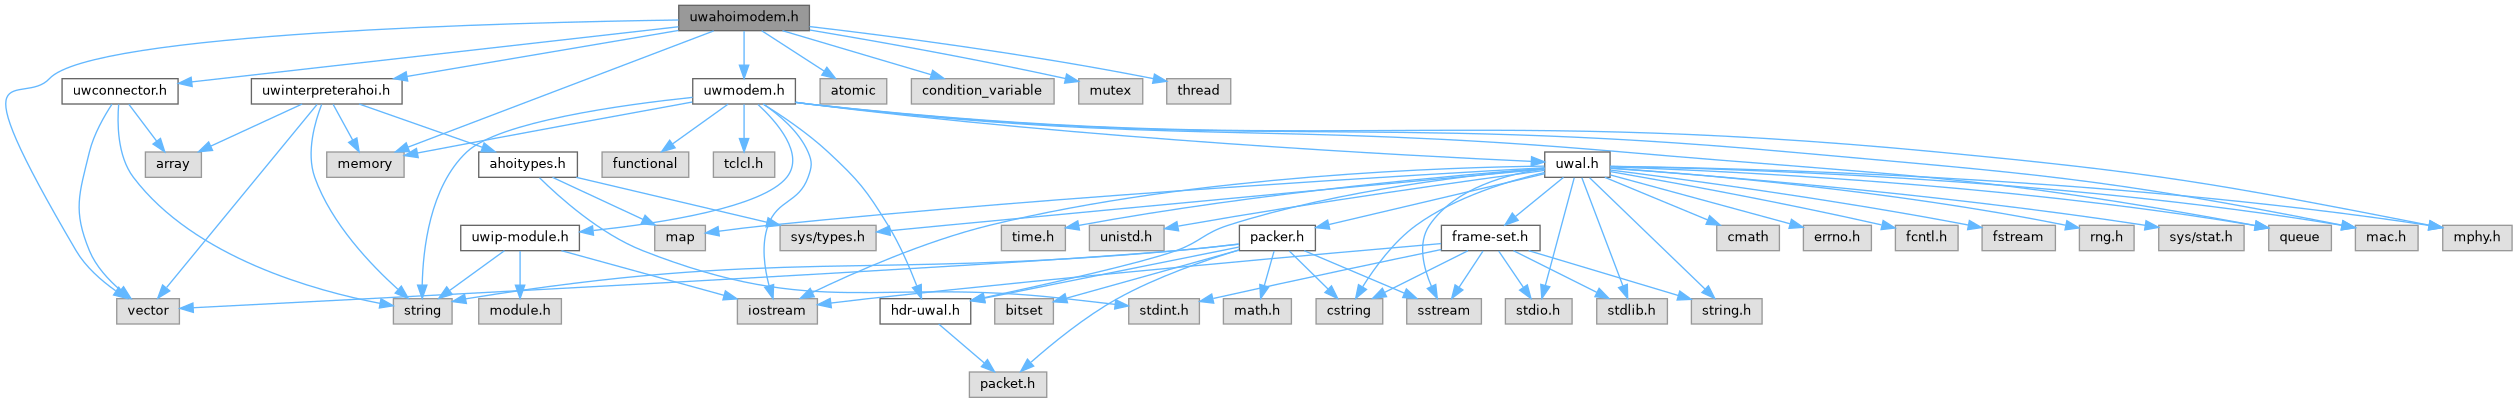 uwahoimodem.h
uwconnector.h
uwinterpreterahoi.h
uwmodem.h
atomic
condition_variable
mutex
thread
array
memory
ahoitypes.h
functional
tclcl.h
uwal.h
uwip-module.h
map
sys/types.h
time.h
unistd.h
packer.h
frame-set.h
cmath
errno.h
fcntl.h
fstream
rng.h
sys/stat.h
queue
mac.h
mphy.h
vector
string
module.h
iostream
hdr-uwal.h
bitset
stdint.h
math.h
cstring
sstream
stdio.h
stdlib.h
string.h
packet.h